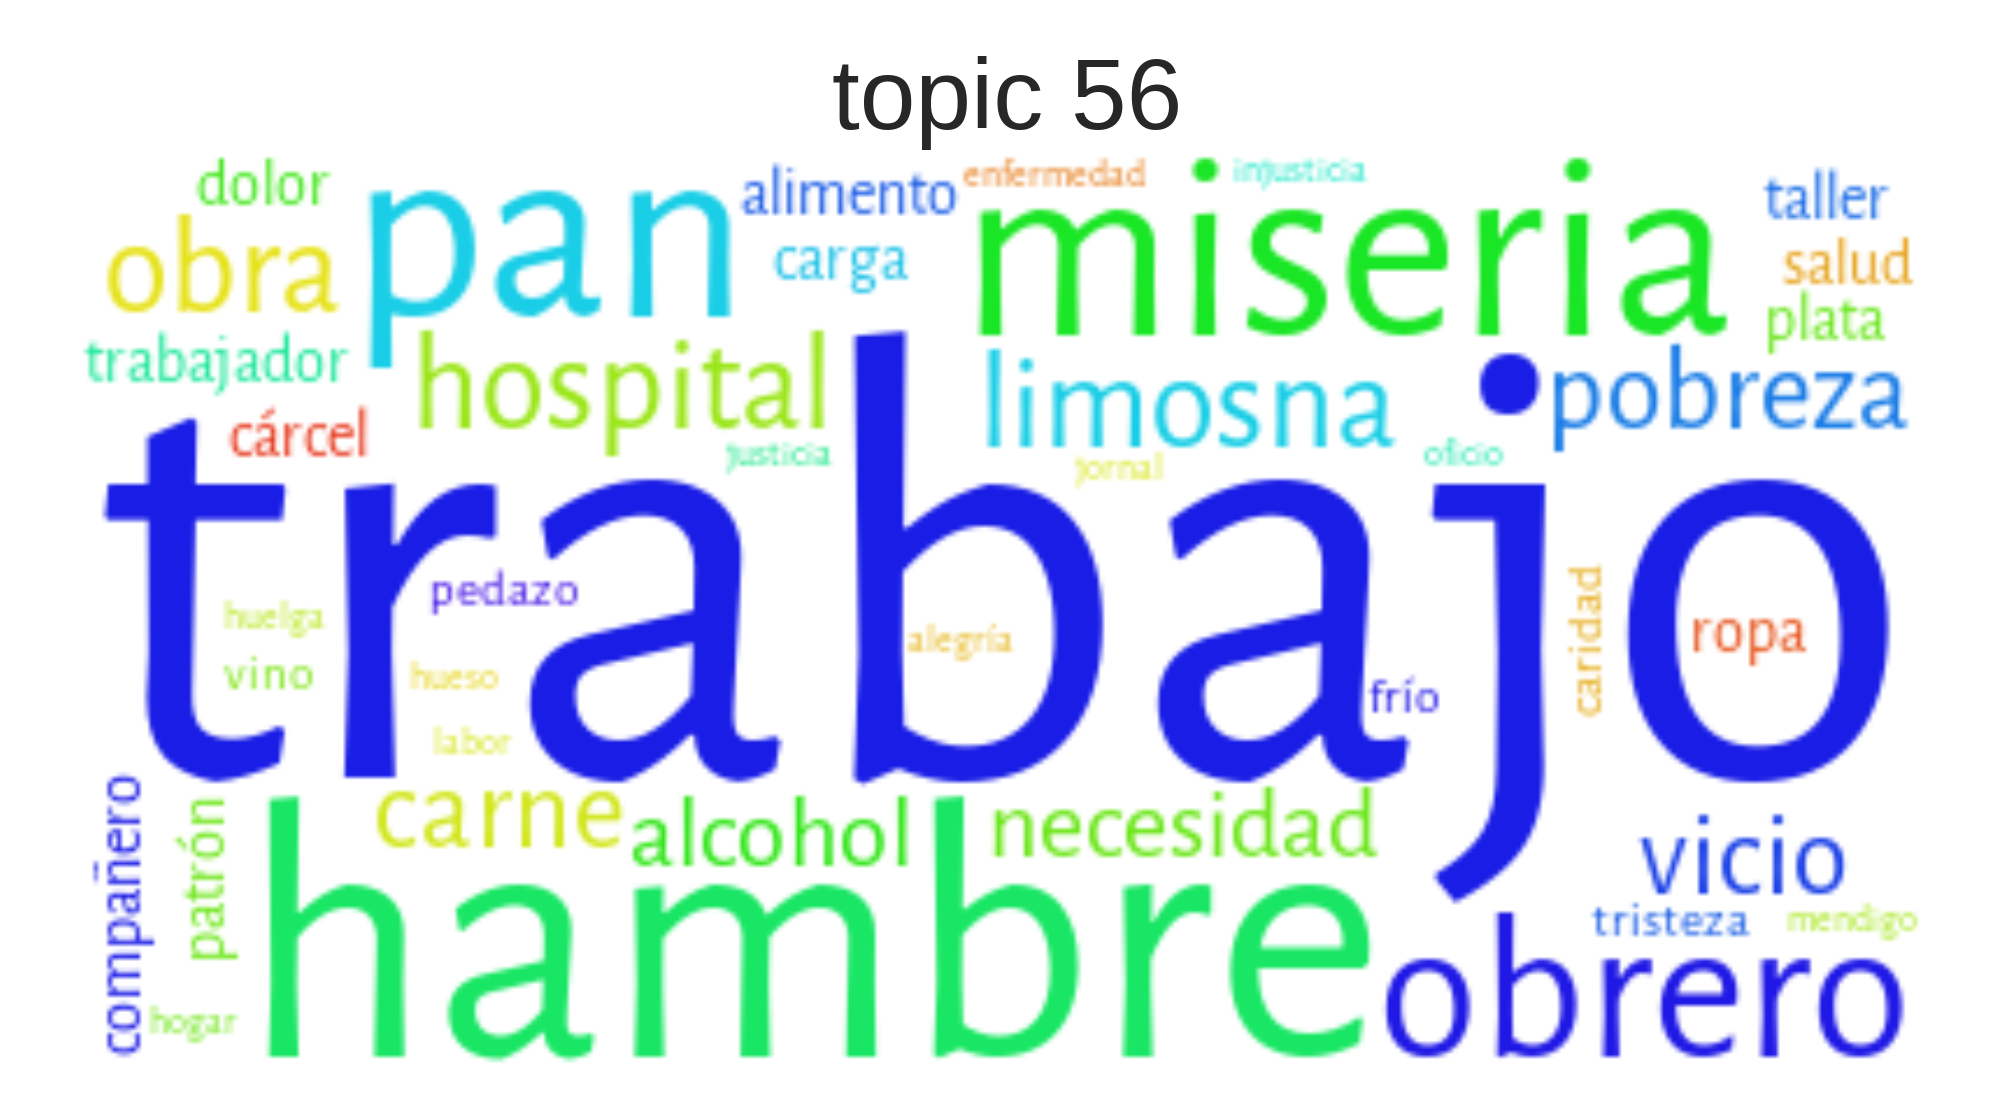 topic 56
dolor
pan
alimento
enfermedad
injusticia
miseria
taller
obra
carga
salud
plata
trabajador
hospital
limosna
pobreza
cárcel
justicia
jornal
oficio
trabajo
pedazo
huelga
alegría
caridad
ropa
vino
hueso
frío
labor
compañero
patrón
carne
alcohol
necesidad
vicio
hambre
tristeza
mendigo
hogar
obrero